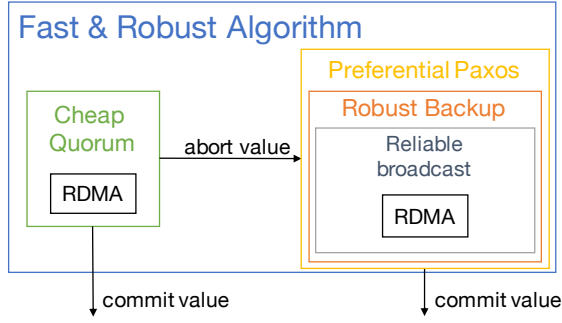 Fast & Robust Algorithm
Preferential Paxos
Robust Backup
Cheap
Quorum
abort value
Reliable
broadcast
RDMA
RDMA
commit value
commit value